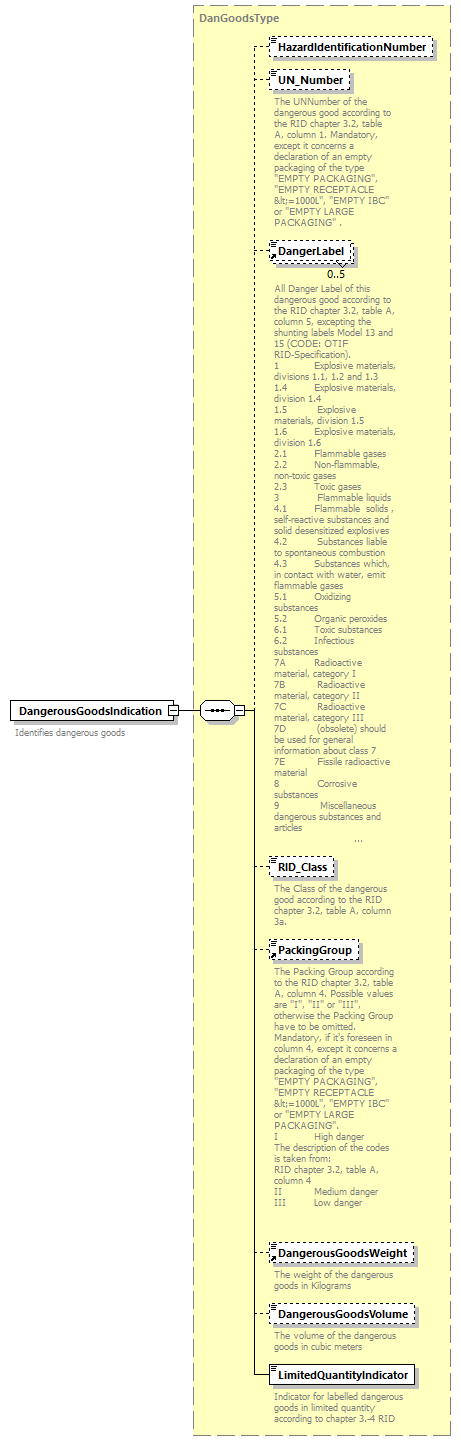 DanGoodsType
HazardIdentificationNumber
UN_Number
The UNNumber of the
dangerous good according to
the RID chapter 3.2, table
A, column 1. Mandatory,
except it concerns a
declaration of an empty
packaging of the type
"EMPTY PACKAGING",
"EMPTY RECEPTACLE
&lt;=1000L", "EMPTY IBC"
or "EMPTY LARGE
PACKAGING" .
DangerLabel
0..5
All Danger Label of this
dangerous good according to
the RID chapter 3.2, table A,
column 5, excepting the
shunting labels Model 13 and
15 (CODE: OTIF
RID-Specification).
1 Explosive materials,
divisions 1.1, 1.2 and 1.3
1.4 Explosive materials,
division 1.4
1.5 Explosive
materials, division 1.5
1.6 Explosive materials,
division 1.6
2.1 Flammable gases
2.2 Non-flammable,
non-toxic gases
2.3 Toxic gases
3 Flammable liquids
4.1 Flammable solids ,
self-reactive substances and
solid desensitized explosives
4.2 Substances liable
to spontaneous combustion
4.3 Substances which,
in contact with water, emit
flammable gases
5.1 Oxidizing
substances
5.2 Organic peroxides
6.1 Toxic substances
6.2 Infectious
substances
7A Radioactive
material, category I
7B Radioactive
material, category II
7C Radioactive
material, category III
7D (obsolete) should
be used for general
information about class 7
7E Fissile radioactive
material
8 Corrosive
substances
9 Miscellaneous
dangerous substances and
articles
...
DangerousGoodsIndication
Identifies dangerous goods
RID_Class
The Class of the dangerous
good according to the RID
chapter 3.2, table A, column
3a.
PackingGroup
The Packing Group according
to the RID chapter 3.2, table
A, column 4. Possible values
are "I", "II" or "III",
otherwise the Packing Group
have to be omitted.
Mandatory, if it's foreseen in
column 4, except it concerns a
declaration of an empty
packaging of the type
"EMPTY PACKAGING",
"EMPTY RECEPTACLE
&lt;=1000L", "EMPTY IBC"
or "EMPTY LARGE
PACKAGING".
I High danger
The description of the codes
is taken from:
RID chapter 3.2, table A,
column 4
II Medium danger
III Low danger
DangerousGoodsWeight
The weight of the dangerous
goods in Kilograms
DangerousGoodsVolume
The volume of the dangerous
goods in cubic meters
LimitedQuantityIndicator
Indicator for labelled dangerous
goods in limited quantity
according to chapter 3.-4 RID